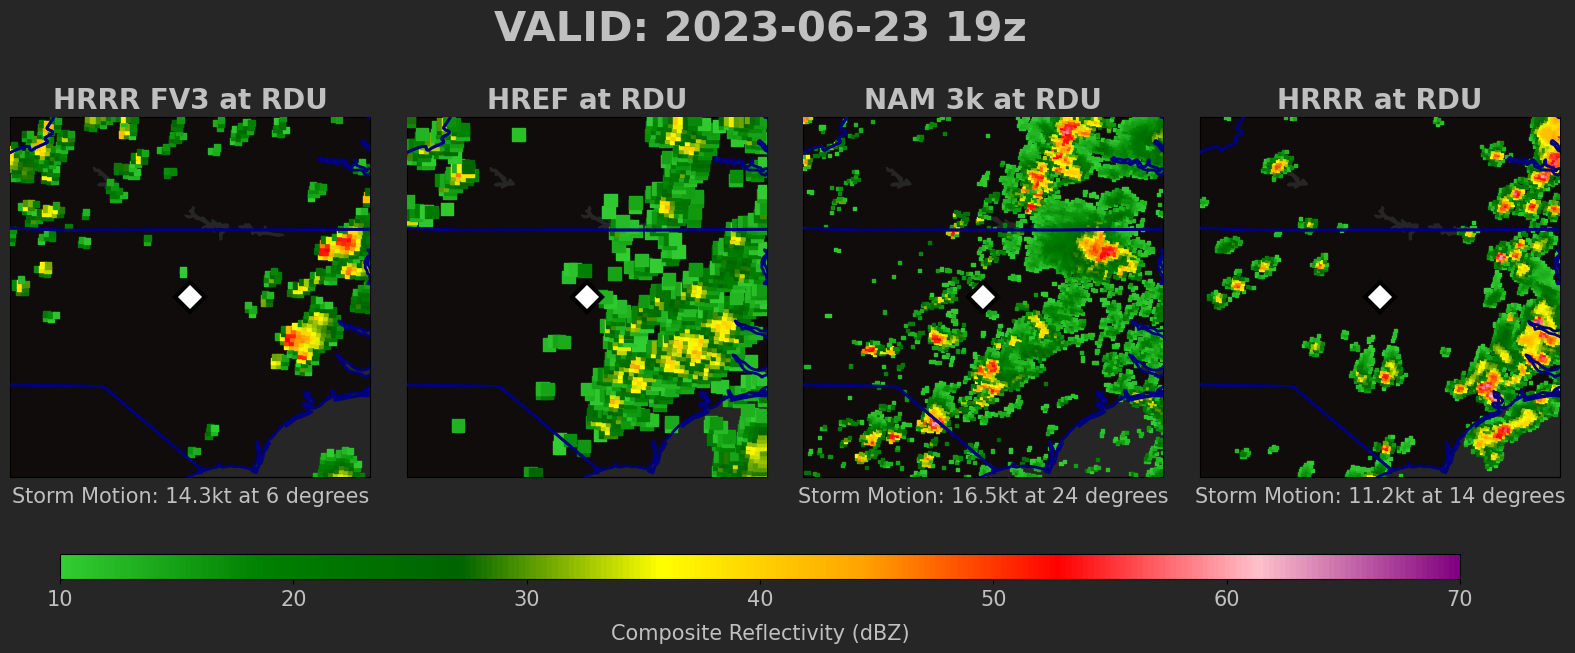 VALID: 2023-06-23 19z
HRRR FV3 at RDU
HREF at RDU
NAM 3k at RDU
HRRR at RDU
Storm Motion: 14.3kt at 6 degrees
Storm Motion: 16.5kt at 24 degrees
Storm Motion: 11.2kt at 14 degrees
10 20 30 40 50 60 70
Composite Reflectivity (dBZ)